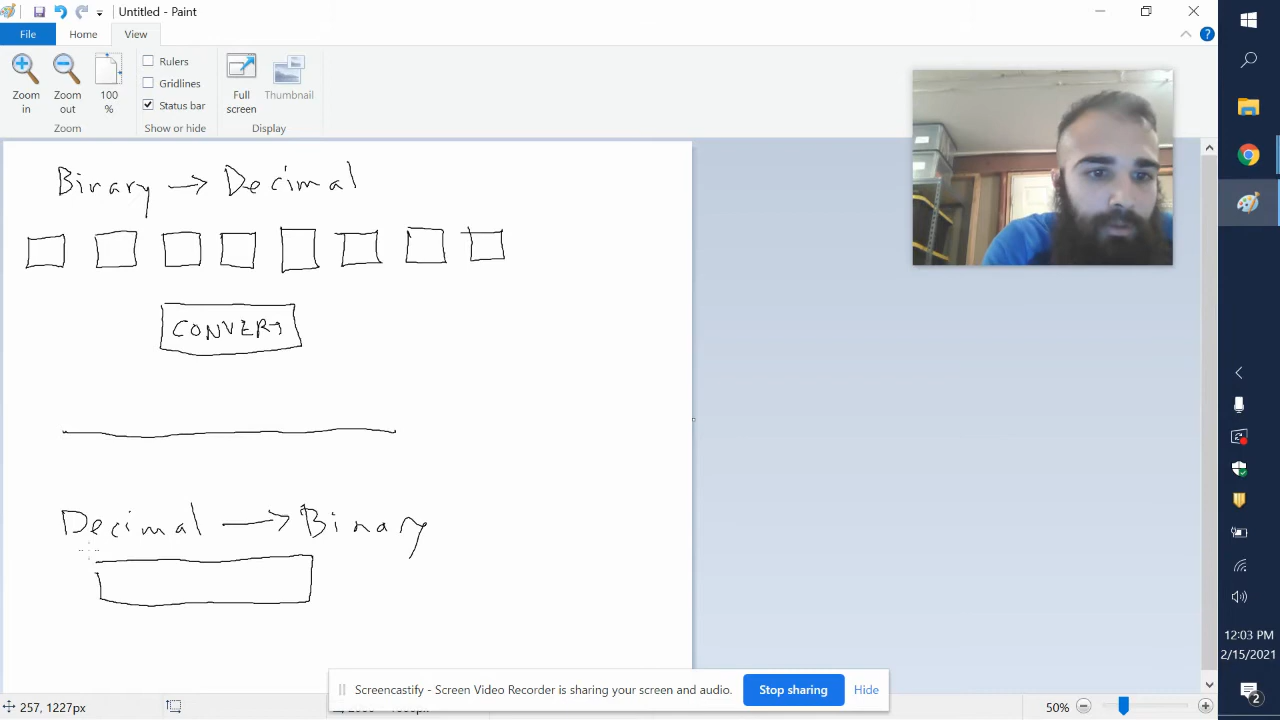 Untitled - Paint
File Home View
Zoom in
Zoom out
100 %
Rulers
Gridlines
Status bar
Full screen
Thumbnail
Zoom
Show or hide
Display
Binary → Decimal
CONVERT
Decimal → Binary
Screencastify - Screen Video Recorder is sharing your screen and audio. Stop sharing Hide
12:03 PM
2/15/2021
2
257, 1227px
50%